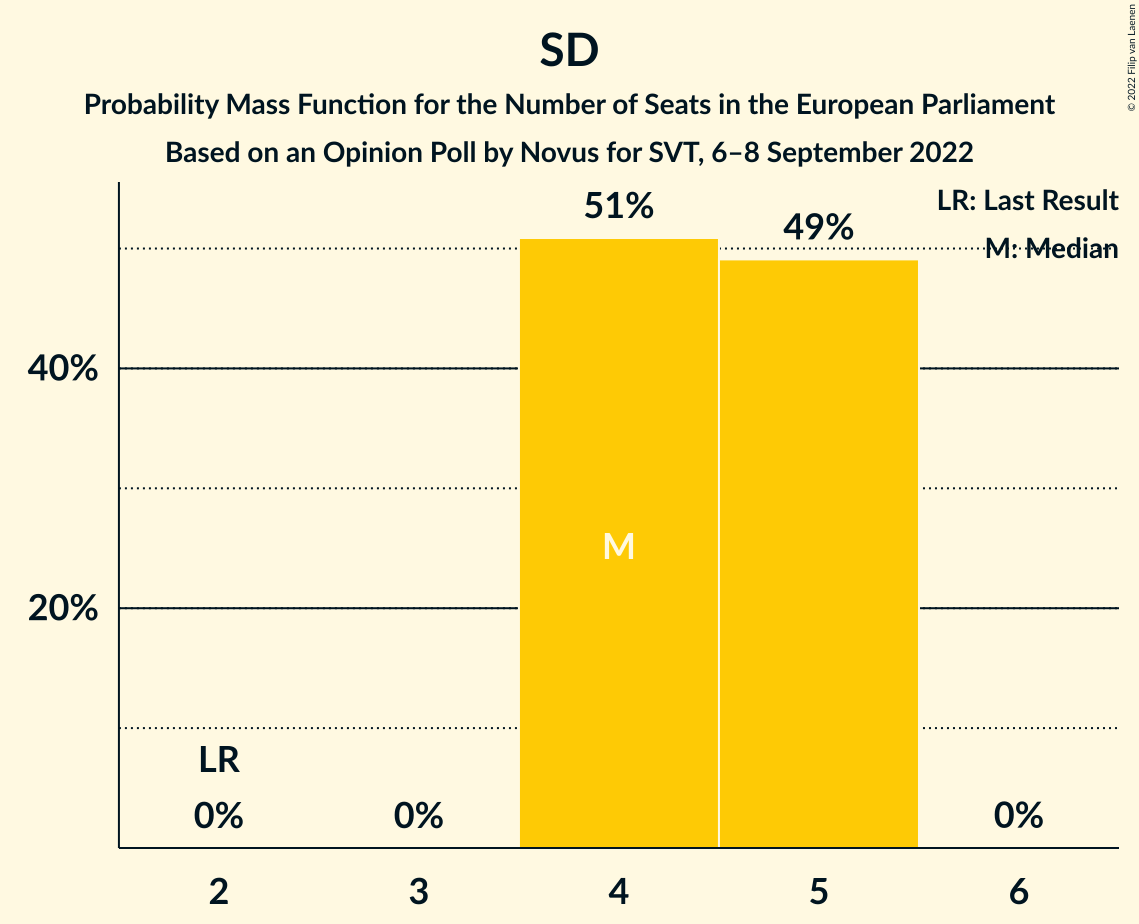 SD
Probability Mass Function for the Number of Seats in the European Parliament
Based on an Opinion Poll by Novus for SVT, 6–8 September 2022
© 2022 Filip van Laenen
LR: Last Result
M: Median
51%
49%
40%
20%
M
LR
0%
0%
0%
2
3
4
5
6